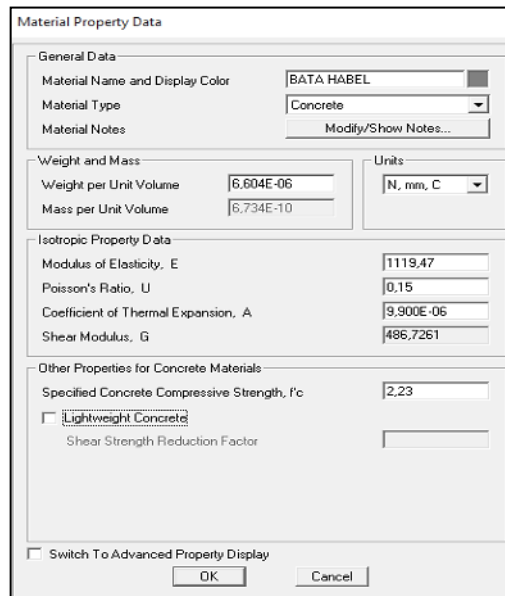 Material Property Data
General Data
Material Name and Display Color BATA HABEL
Material Type Concrete
Material Notes Modify/Show Notes...
Weight and Mass Units
Weight per Unit Volume 6,604E-06 N, mm, C
Mass per Unit Volume 6,734E-10
Isotropic Property Data
Modulus of Elasticity, E 1119,47
Poisson's Ratio, U 0,15
Coefficient of Thermal Expansion, A 9,900E-06
Shear Modulus, G 486,7261
Other Properties for Concrete Materials
Specified Concrete Compressive Strength, f'c 2,23
Lightweight Concrete
Shear Strength Reduction Factor
Switch To Advanced Property Display
OK Cancel